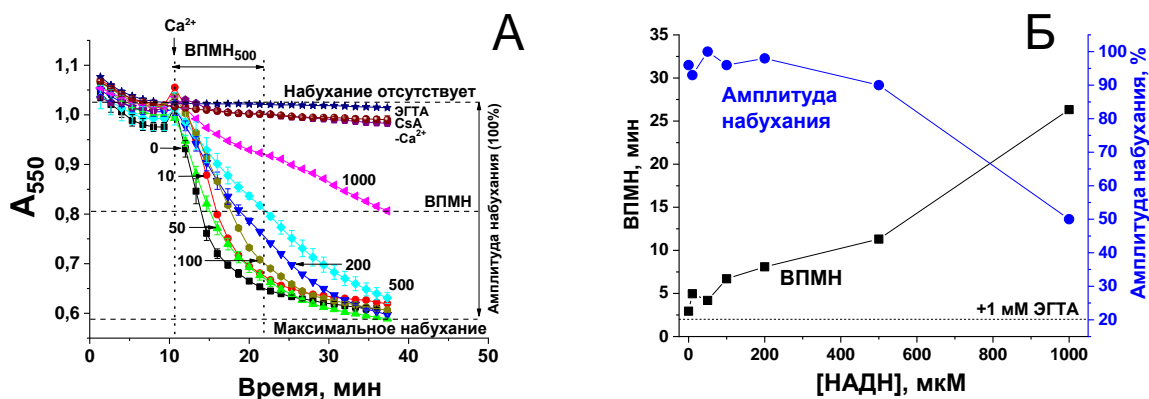 А
Ca²⁺
ВПМН₅₀₀
1,1
1,0
0,9
0,8
0,7
0,6
A₅₅₀
Набухание отсутствует
ЭГТА
CsA
-Ca²⁺
0
10
50
100
200
500
1000
ВПМН
Максимальное набухание
Амплитуда набухания (100%)
0 10 20 30 40 50
Время, мин
Б
35
30
25
20
15
10
5
0
ВПМН, мин
Амплитуда
набухания
ВПМН
+1 мМ ЭГТА
100
90
80
70
60
50
40
30
20
Амплитуда набухания, %
0 200 400 600 800 1000
[НАДН], мкМ